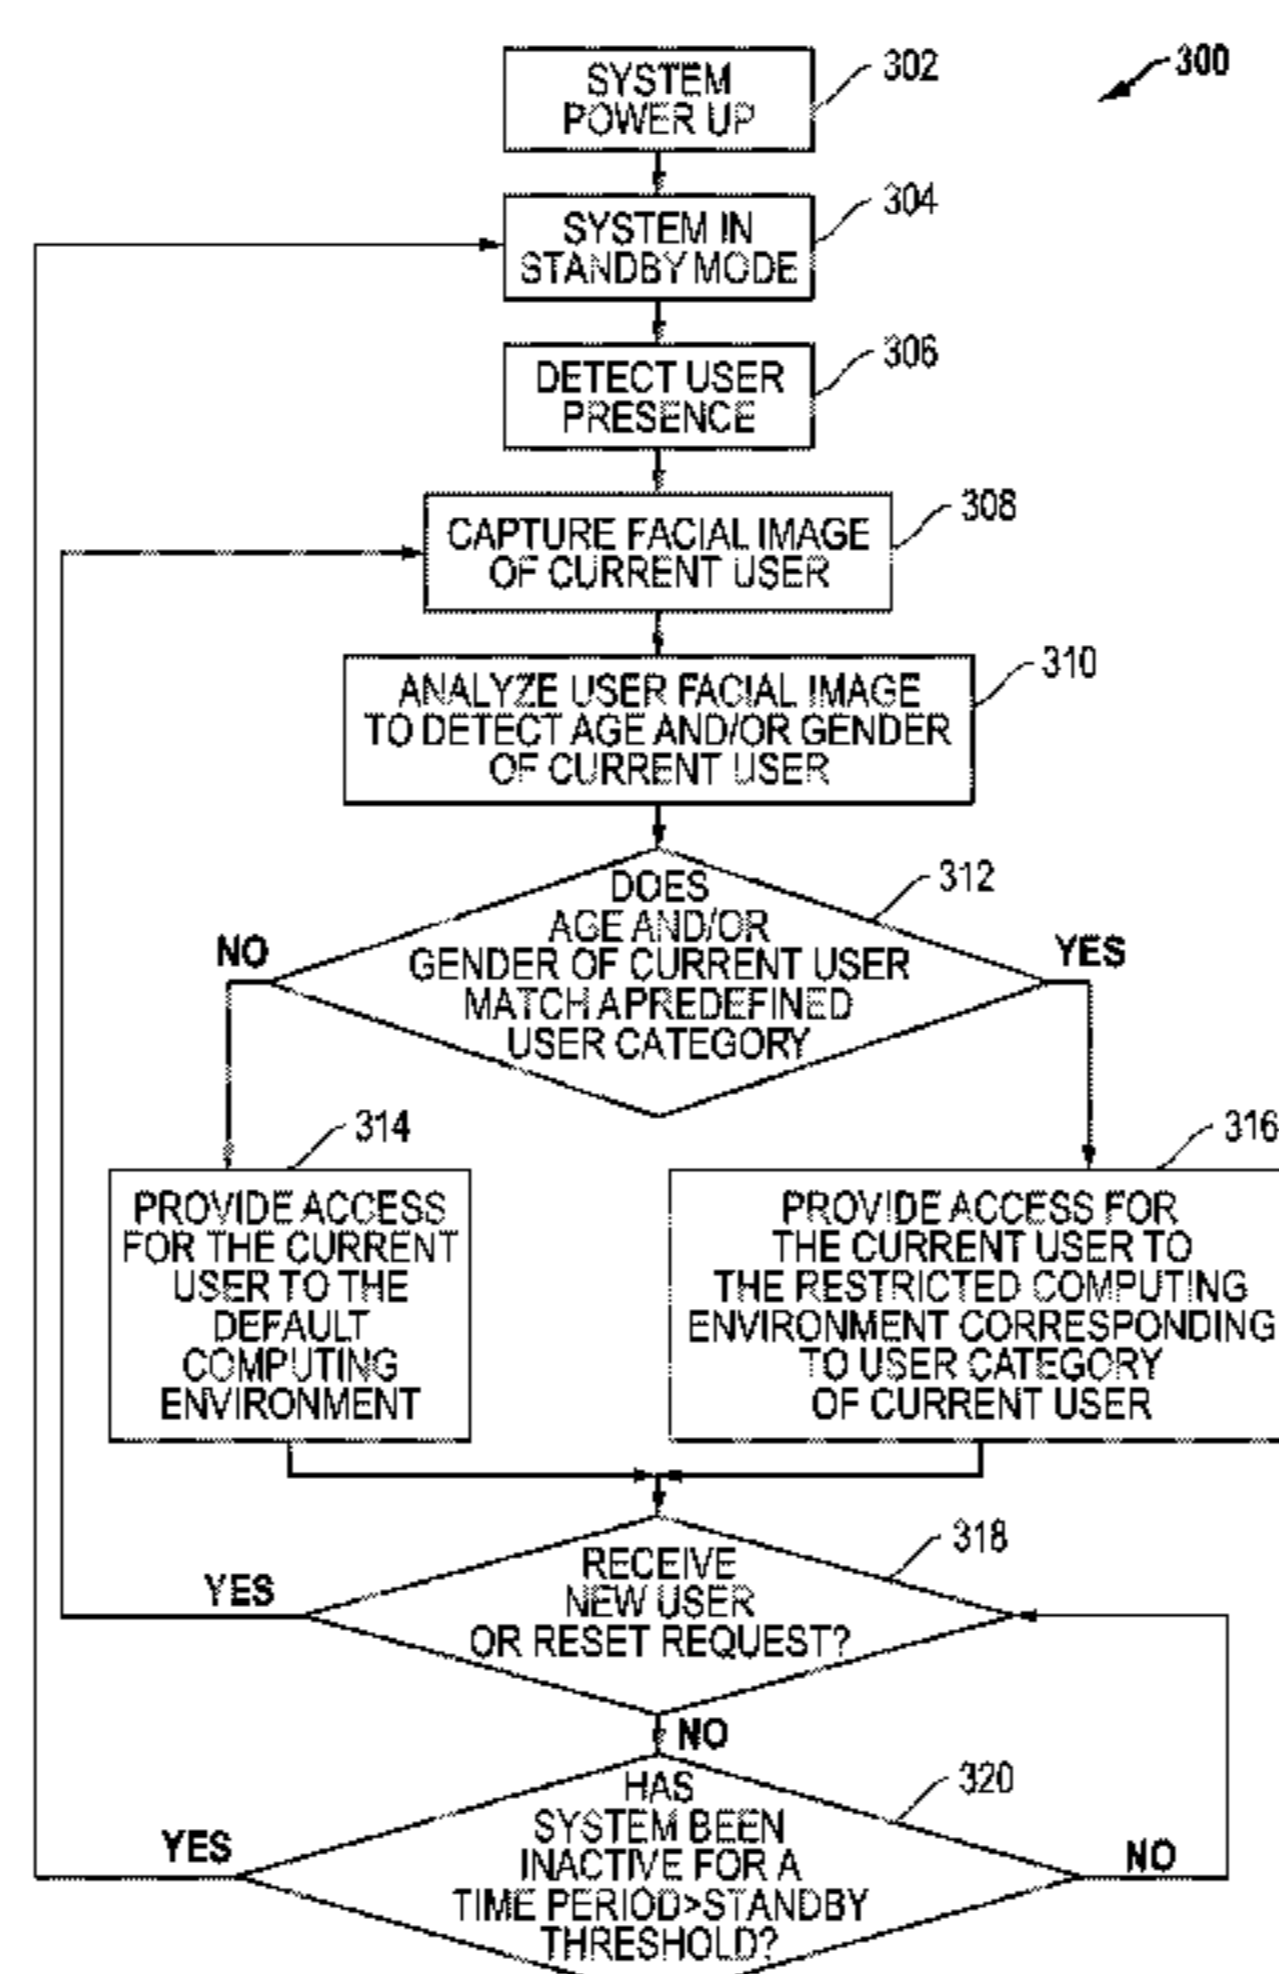 300
SYSTEM
POWER UP
302
SYSTEM IN
STANDBY MODE
304
DETECT USER
PRESENCE
306
CAPTURE FACIAL IMAGE
OF CURRENT USER
308
ANALYZE USER FACIAL IMAGE
TO DETECT AGE AND/OR GENDER
OF CURRENT USER
310
DOES
AGE AND/OR
GENDER OF CURRENT USER
MATCH A PREDEFINED
USER CATEGORY
312
NO
YES
314
PROVIDE ACCESS
FOR THE CURRENT
USER TO THE
DEFAULT
COMPUTING
ENVIRONMENT
316
PROVIDE ACCESS FOR
THE CURRENT USER TO
THE RESTRICTED COMPUTING
ENVIRONMENT CORRESPONDING
TO USER CATEGORY
OF CURRENT USER
RECEIVE
NEW USER
OR RESET REQUEST?
318
YES
NO
HAS
SYSTEM BEEN
INACTIVE FOR A
TIME PERIOD>STANDBY
THRESHOLD?
320
YES
NO